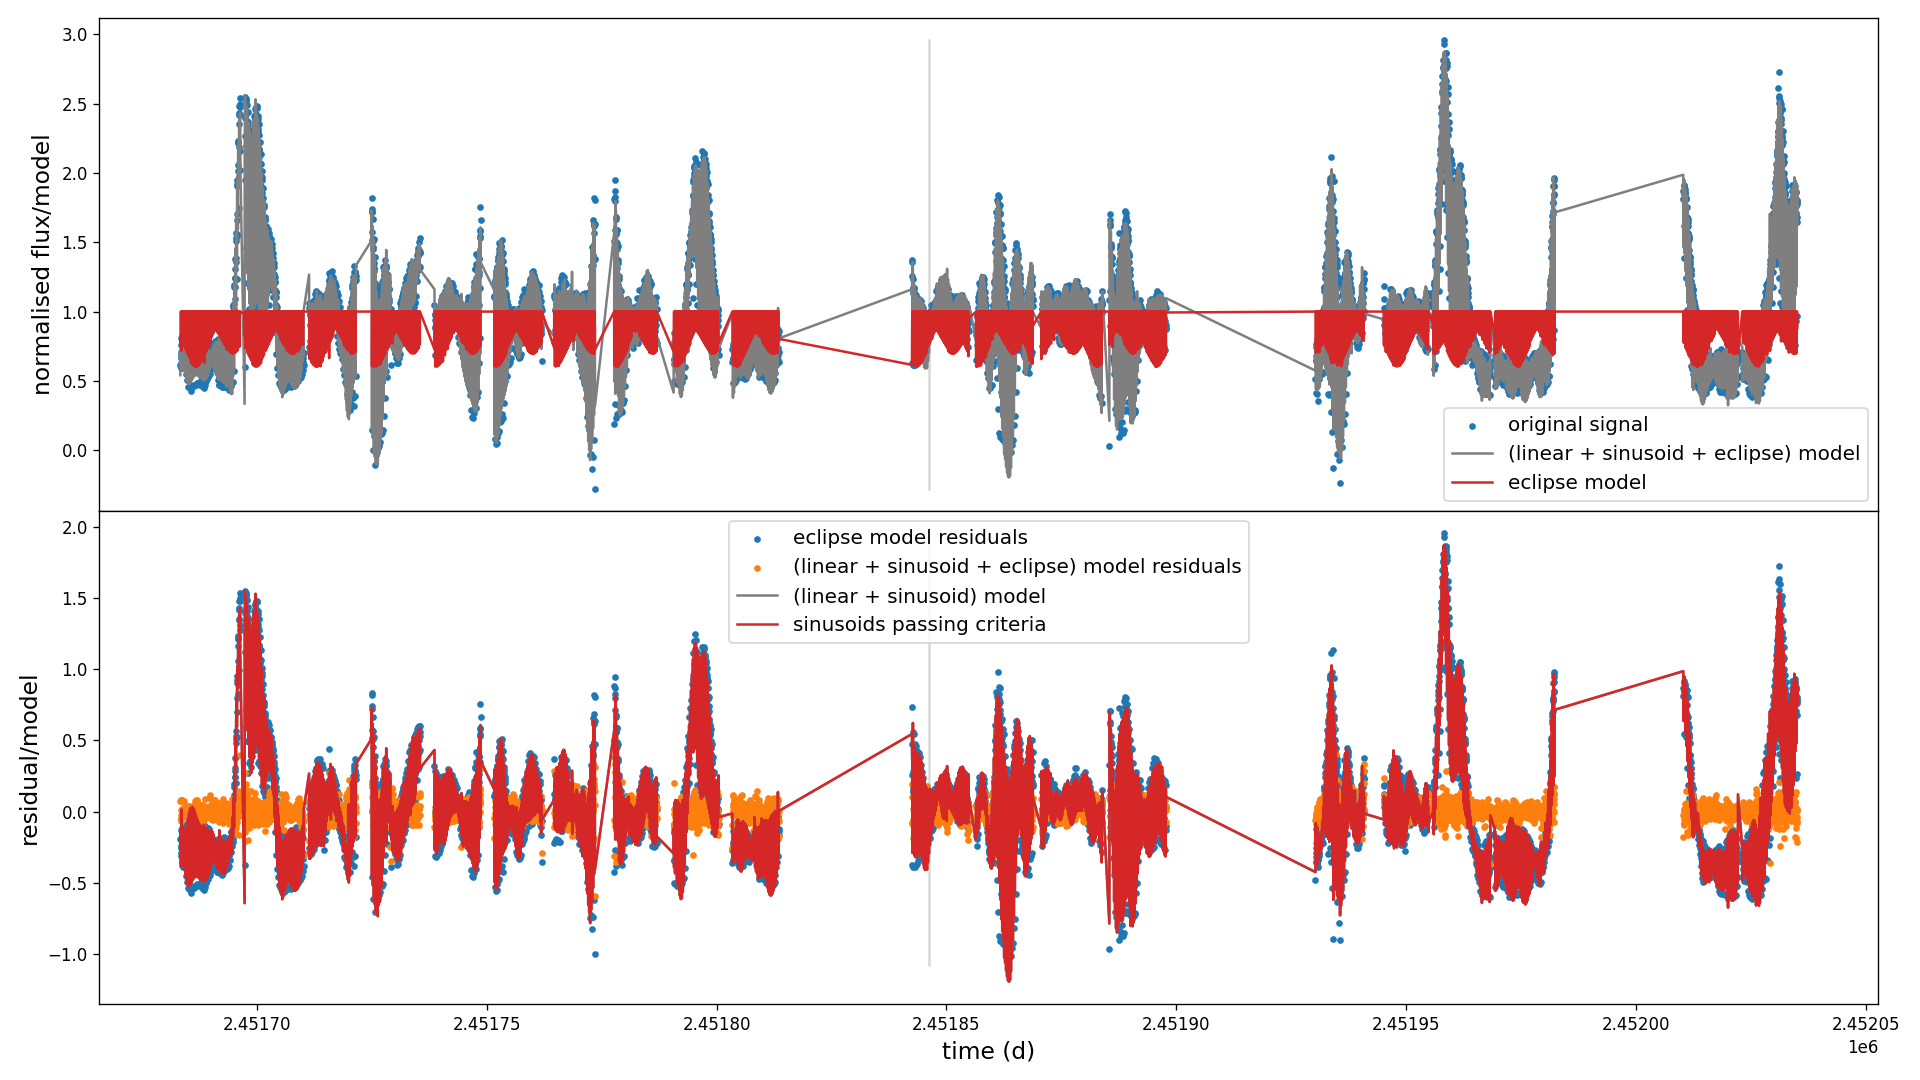 3.0
2.5
2.0
1.5
1.0
0.5
0.0
normalised flux/model
original signal
(linear + sinusoid + eclipse) model
eclipse model
2.0
1.5
1.0
0.5
0.0
−0.5
−1.0
residual/model
eclipse model residuals
(linear + sinusoid + eclipse) model residuals
(linear + sinusoid) model
sinusoids passing criteria
2.45170 2.45175 2.45180 2.45185 2.45190 2.45195 2.45200 2.45205
1e6
time (d)